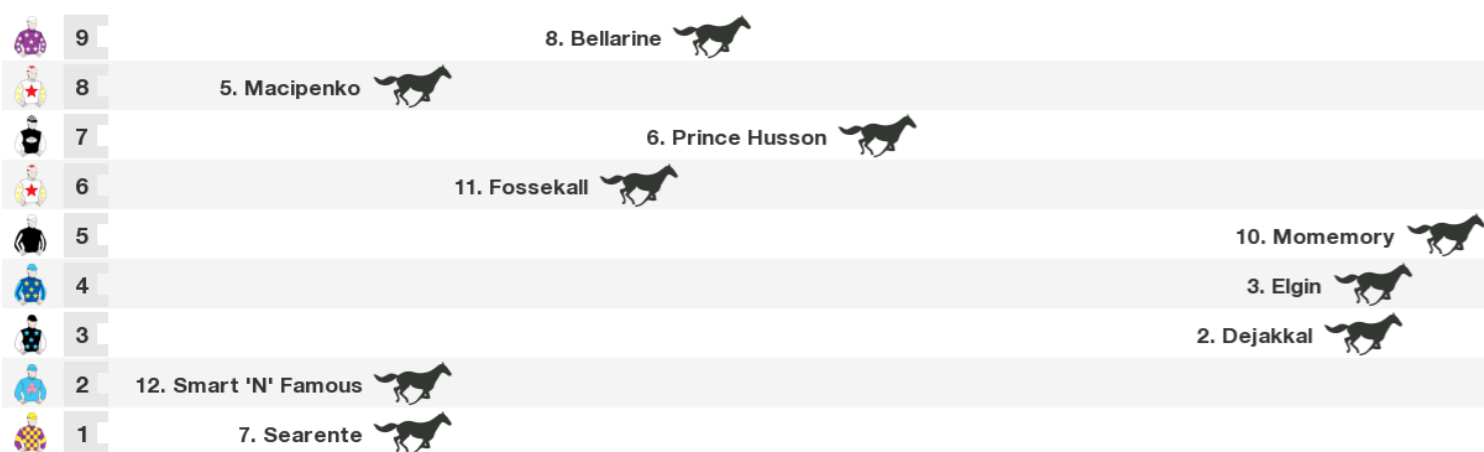 9 8. Bellarine
8 5. Macipenko
7 6. Prince Husson
6 11. Fossekall
5 10. Momemory
4 3. Elgin
3 2. Dejakkal
2 12. Smart 'N' Famous
1 7. Searente